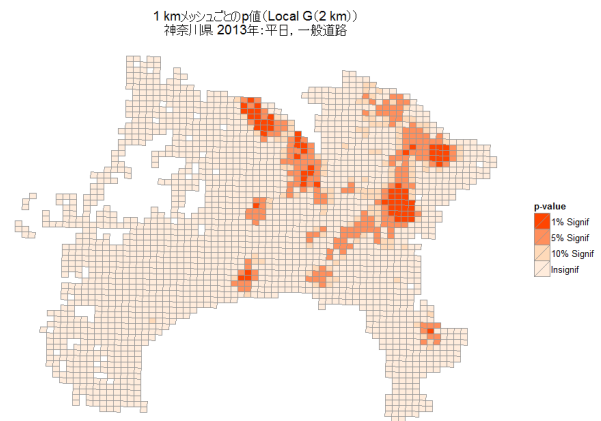 1 kmメッシュごとのp値（Local G（2 km））
神奈川県 2013年：平日，一般道路
p-value
1% Signif
5% Signif
10% Signif
Insignif